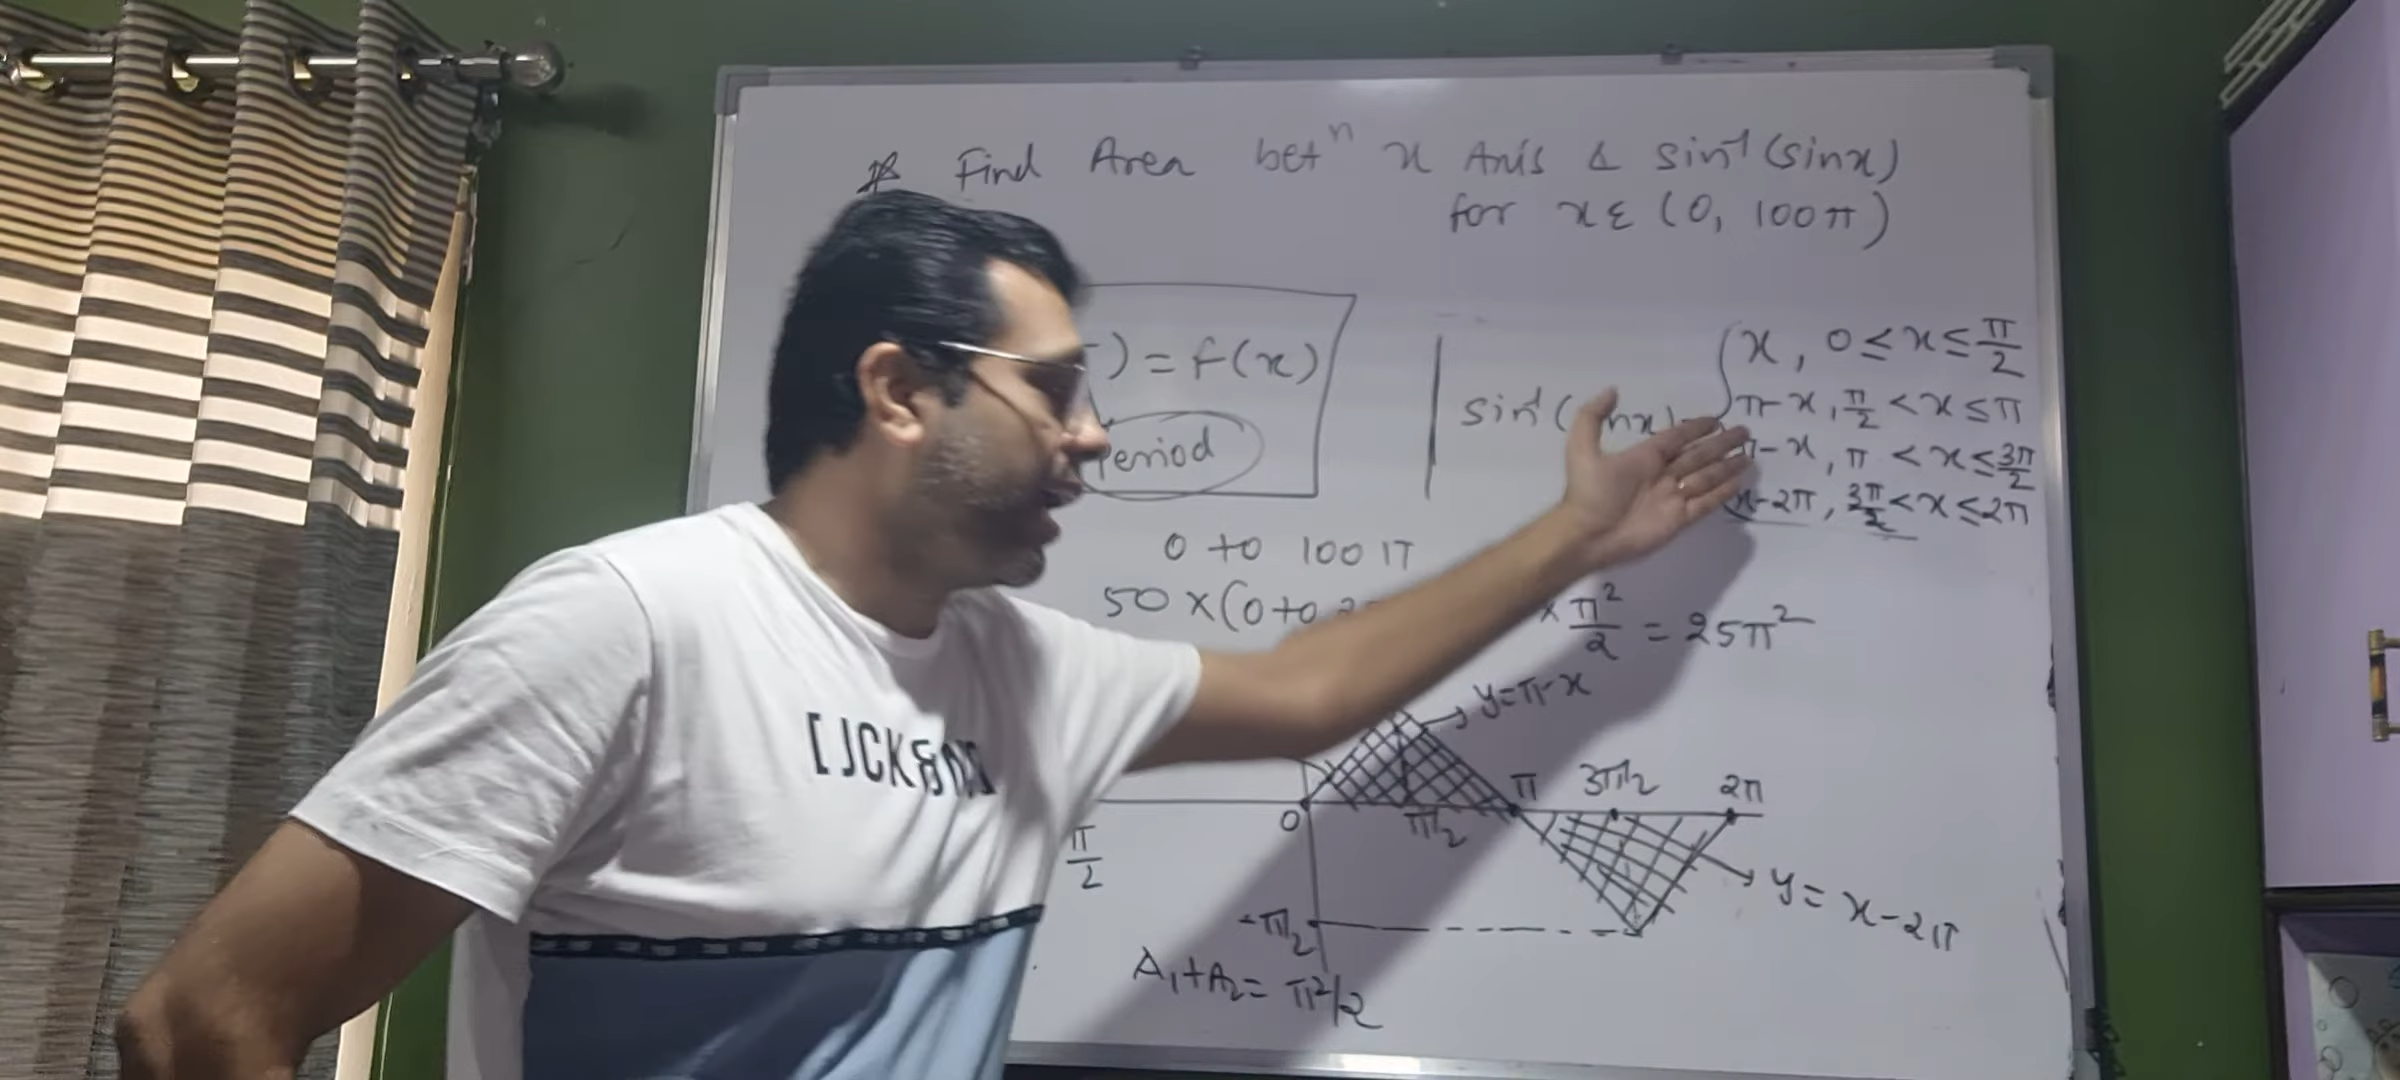 Find Area betⁿ x Axis & sin⁻¹(sinx)
for x ε (0, 100π)
) = f(x)
Period
sin⁻¹( nx) =
x, 0 ≤ x ≤ π/2
π-x, π/2 < x ≤ π
π-x, π < x ≤ 3π/2
x-2π, 3π/2 < x ≤ 2π
0 to 100π
50 x (0 to
x π²/2 = 25π²
y=π-x
π 3π/2 2π
0 π/2
π/2
y= x-2π
-π/2
A₁+A₂= π²/2